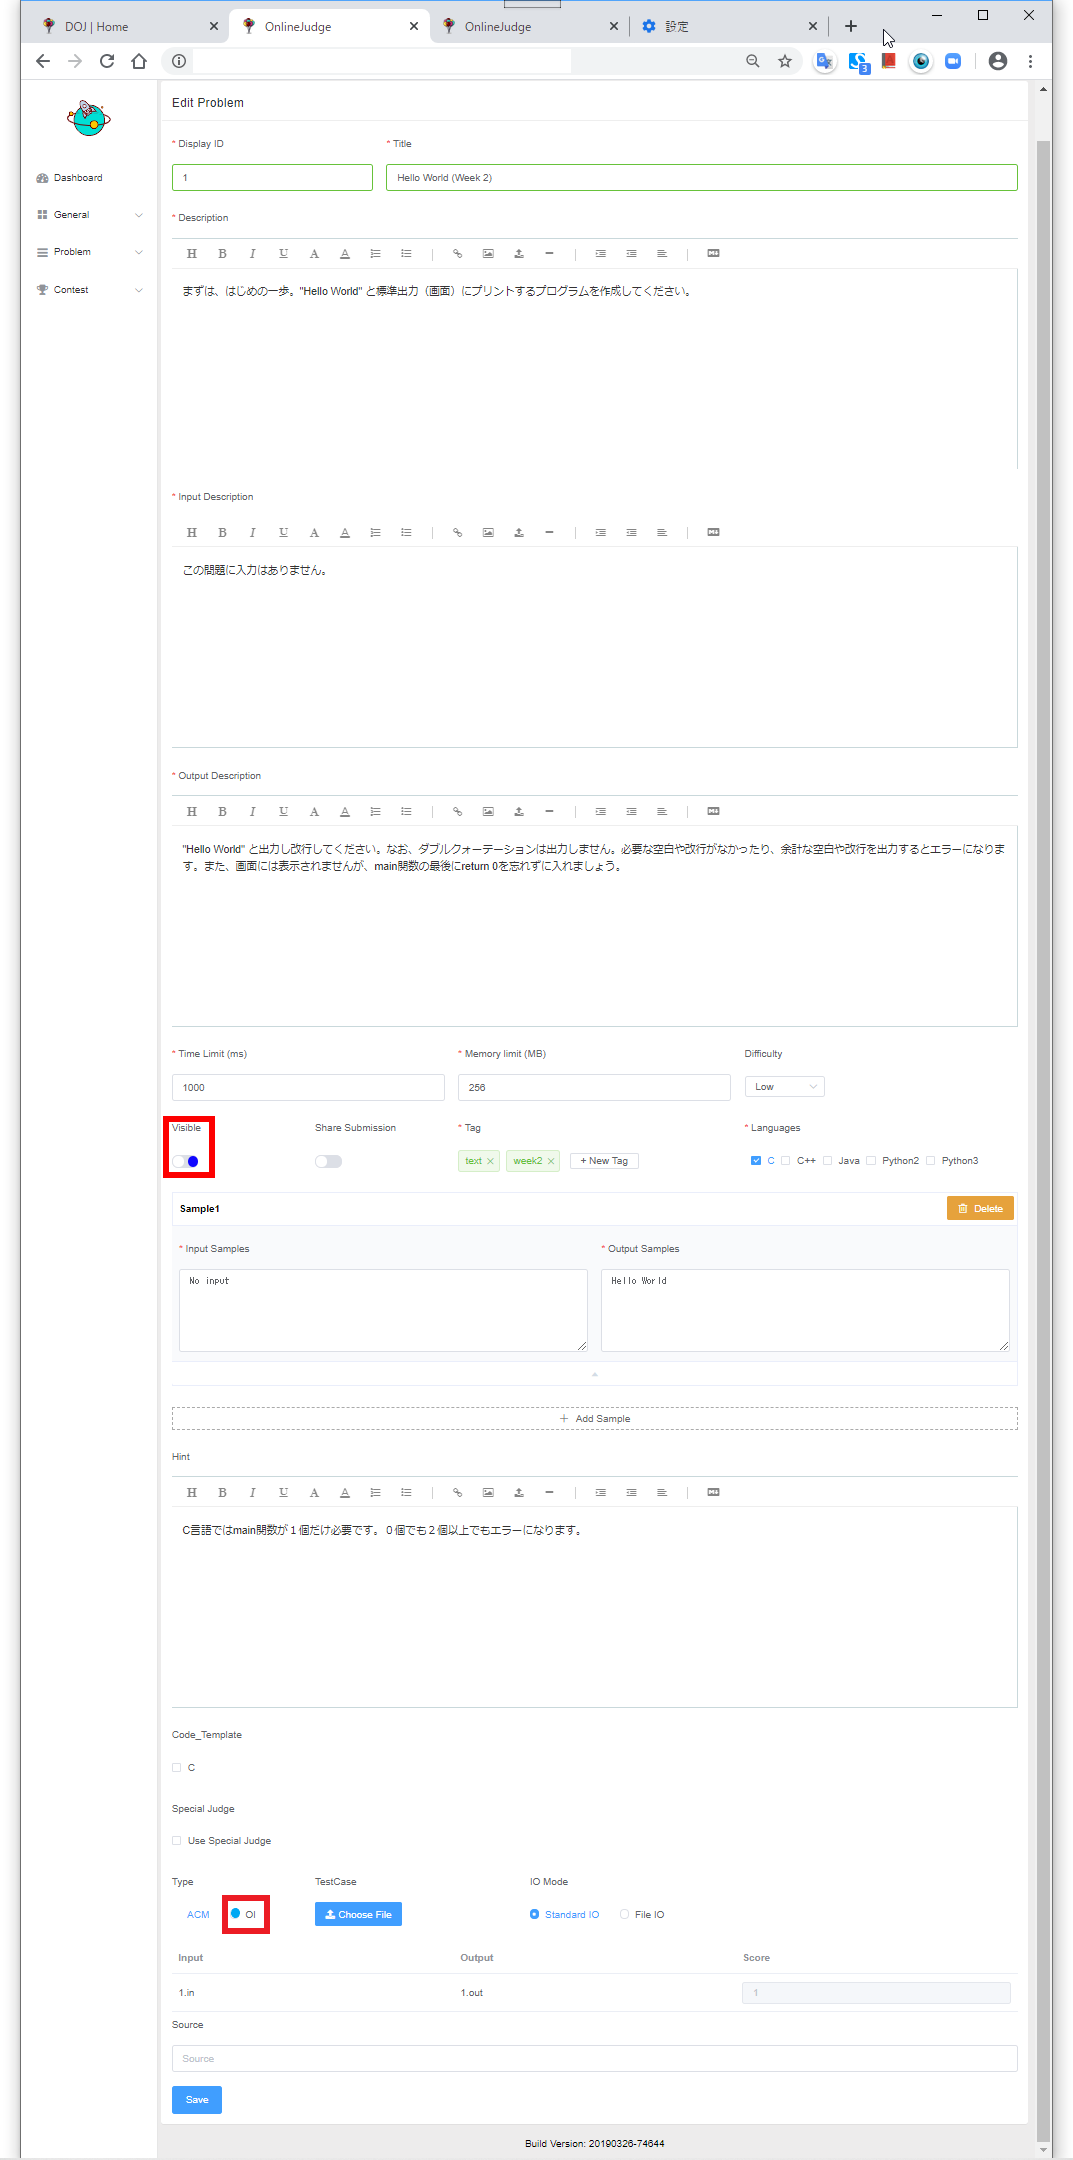 DOJ | Home
OnlineJudge
OnlineJudge
設定
3
Edit Problem
Dashboard
General
Problem
Contest
* Display ID
* Title
1
Hello World (Week 2)
* Description
H B I U A A
まずは、はじめの一歩。"Hello World" と標準出力（画面）にプリントするプログラムを作成してください。
* Input Description
H B I U A A
この問題に入力はありません。
* Output Description
H B I U A A
"Hello World" と出力し改行してください。なお、ダブルクォーテーションは出力しません。必要な空白や改行がなかったり、余計な空白や改行を出力するとエラーになりま
す。また、画面には表示されませんが、main関数の最後にreturn 0を忘れずに入れましょう。
* Time Limit (ms)
* Memory limit (MB)
Difficulty
1000
256
Low
Visible
Share Submission
* Tag
* Languages
text
week2
+ New Tag
C C++ Java Python2 Python3
Sample1
Delete
* Input Samples
* Output Samples
No input
Hello World
+ Add Sample
Hint
H B I U A A
C言語ではmain関数が１個だけ必要です。０個でも２個以上でもエラーになります。
Code_Template
C
Special Judge
Use Special Judge
Type
TestCase
IO Mode
ACM
OI
Choose File
Standard IO
File IO
Input
Output
Score
1.in
1.out
1
Source
Source
Save
Build Version: 20190326-74644